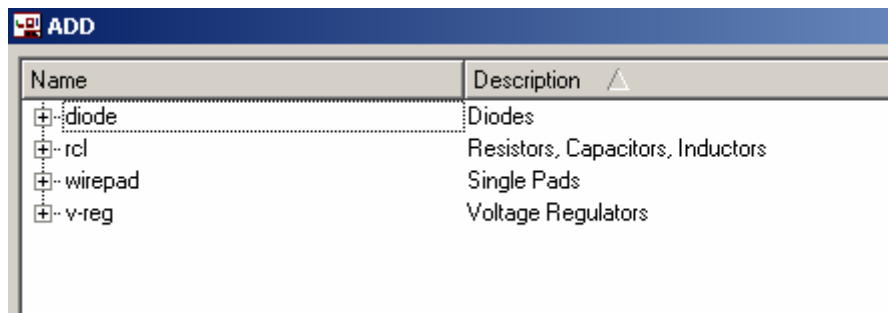 ADD
Name Description
diode Diodes
rcl Resistors, Capacitors, Inductors
wirepad Single Pads
v-reg Voltage Regulators